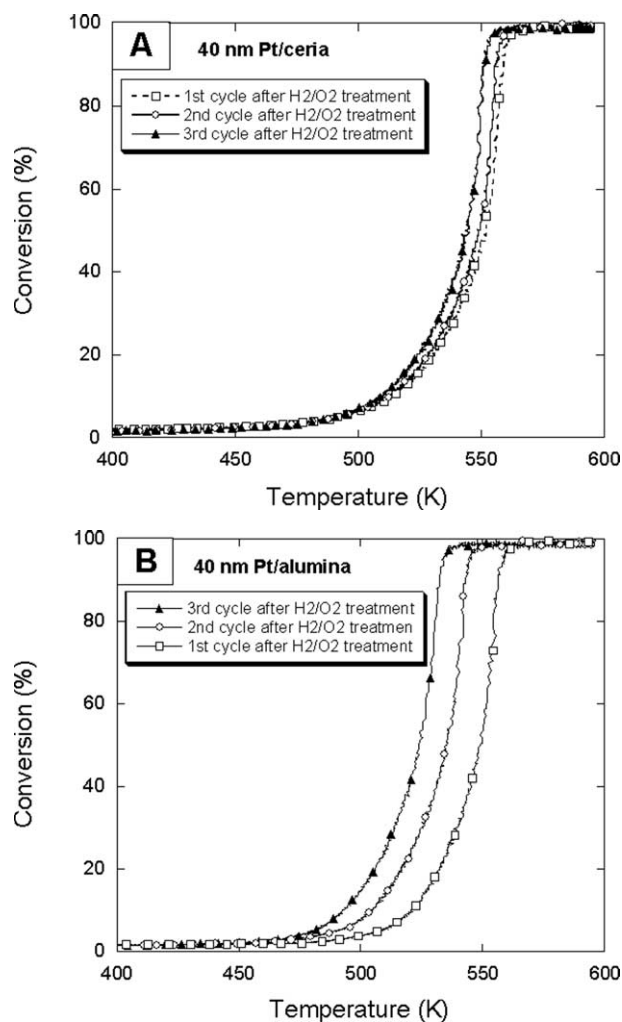 A
40 nm Pt/ceria
1st cycle after H2/O2 treatment
2nd cycle after H2/O2 treatment
3rd cycle after H2/O2 treatment
Conversion (%)
100
80
60
40
20
0
400 450 500 550 600
Temperature (K)
B
40 nm Pt/alumina
3rd cycle after H2/O2 treatment
2nd cycle after H2/O2 treatmen
1st cycle after H2/O2 treatment
Conversion (%)
100
80
60
40
20
0
400 450 500 550 600
Temperature (K)